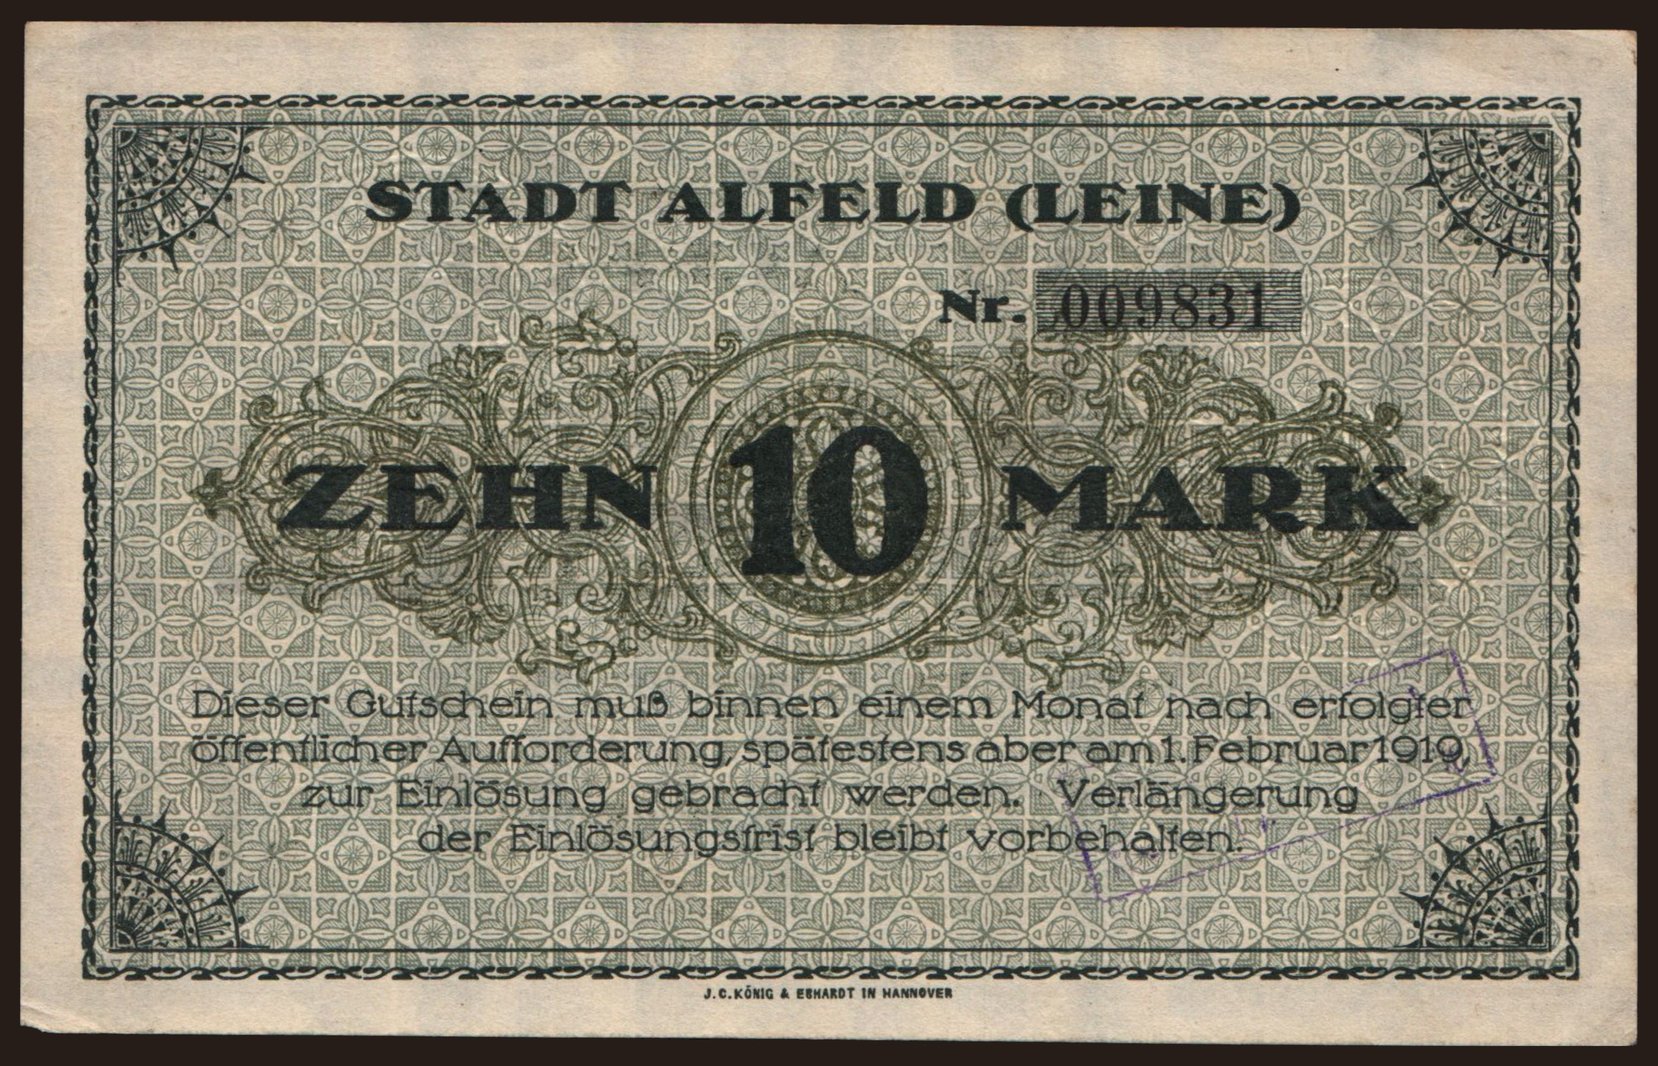 STADT ALFELD (LEINE)
Nr. 009831
ZEHN 10 MARK
Dieser Gutschein muß binnen einem Monat nach erfolgter
öffentlicher Aufforderung, spätestens aber am 1. Februar 1919,
zur Einlösung gebracht werden. Verlängerung
der Einlösungsfrist bleibt vorbehalten.
J. C. KÖNIG & EBHARDT IN HANNOVER